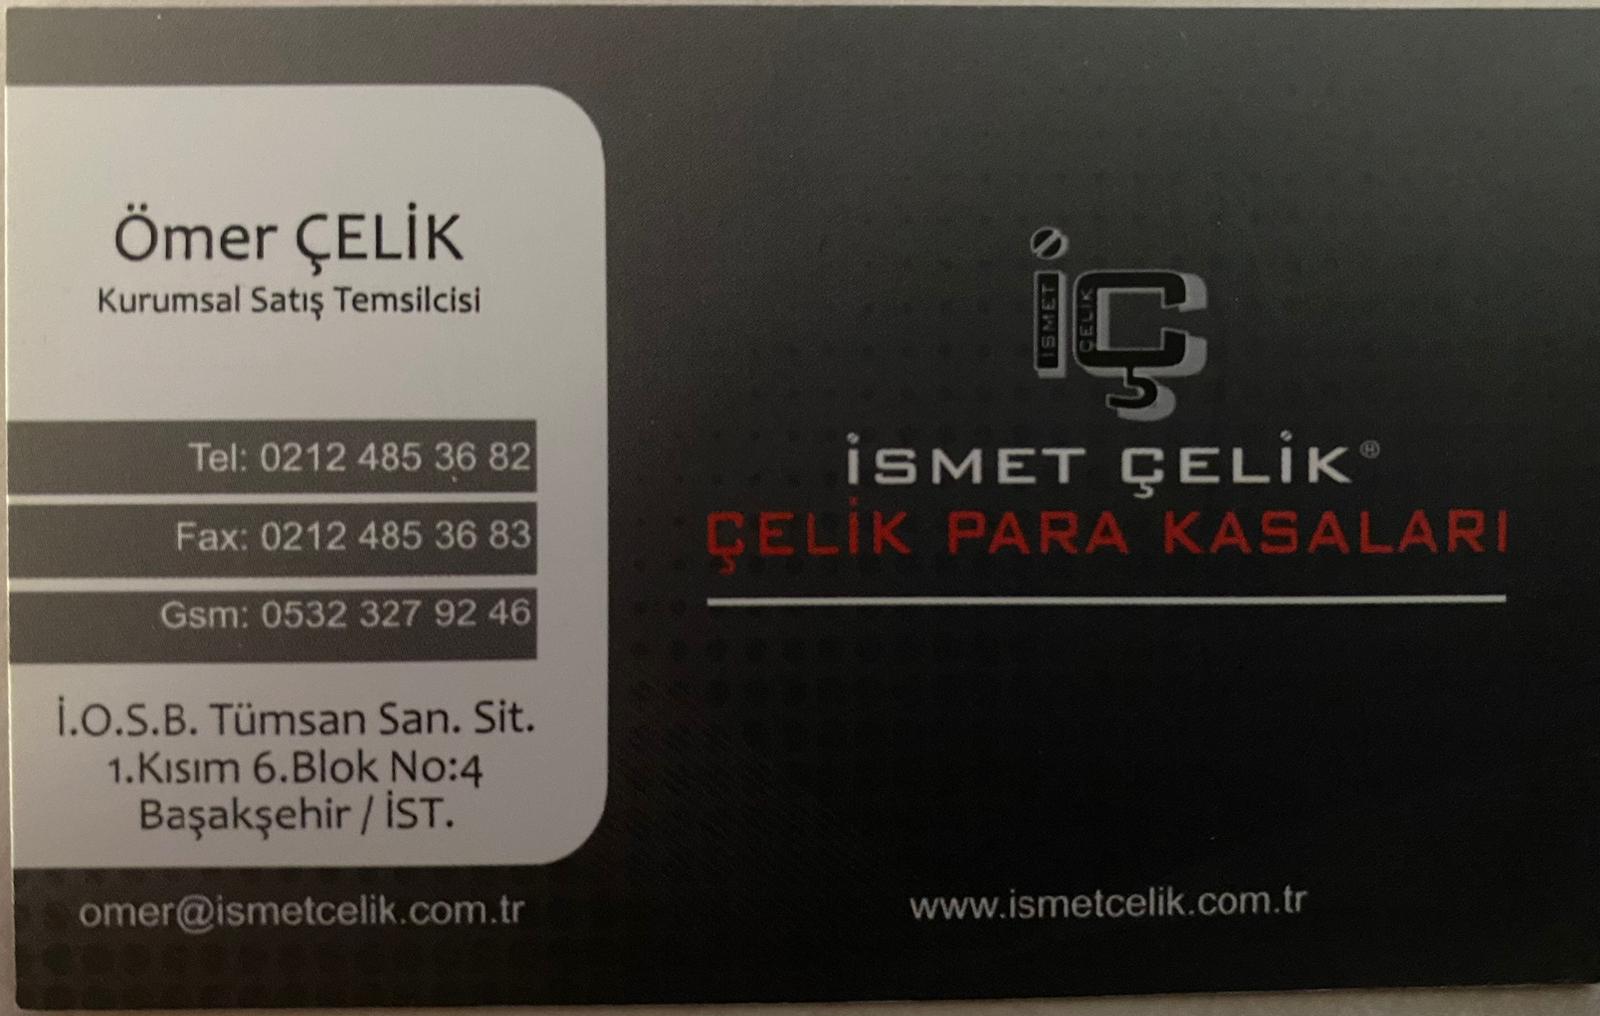 Ömer ÇELİK
Kurumsal Satış Temsilcisi
Tel: 0212 485 36 82
Fax: 0212 485 36 83
Gsm: 0532 327 92 46
İ.O.S.B. Tümsan San. Sit.
1.Kısım 6.Blok No:4
Başakşehir / İST.
omer@ismetcelik.com.tr
İÇ
İSMET
ÇELİK
İSMET ÇELİK®
ÇELİK PARA KASALARI
www.ismetcelik.com.tr